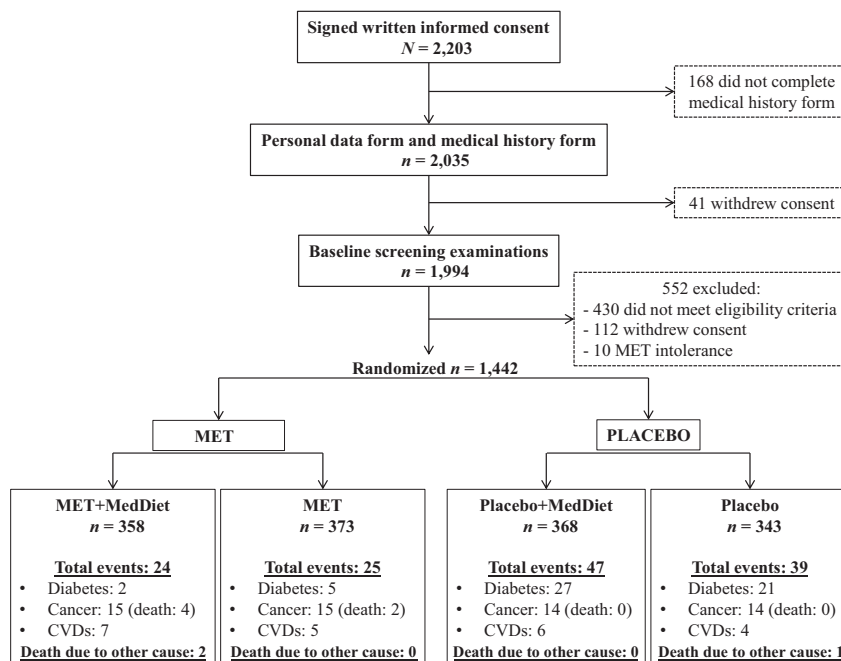 Signed written informed consent
N = 2,203
168 did not complete
medical history form
Personal data form and medical history form
n = 2,035
41 withdrew consent
Baseline screening examinations
n = 1,994
552 excluded:
- 430 did not meet eligibility criteria
- 112 withdrew consent
- 10 MET intolerance
Randomized n = 1,442
MET
PLACEBO
MET+MedDiet
n = 358
Total events: 24
• Diabetes: 2
• Cancer: 15 (death: 4)
• CVDs: 7
Death due to other cause: 2
MET
n = 373
Total events: 25
• Diabetes: 5
• Cancer: 15 (death: 2)
• CVDs: 5
Death due to other cause: 0
Placebo+MedDiet
n = 368
Total events: 47
• Diabetes: 27
• Cancer: 14 (death: 0)
• CVDs: 6
Death due to other cause: 0
Placebo
n = 343
Total events: 39
• Diabetes: 21
• Cancer: 14 (death: 0)
• CVDs: 4
Death due to other cause: 1